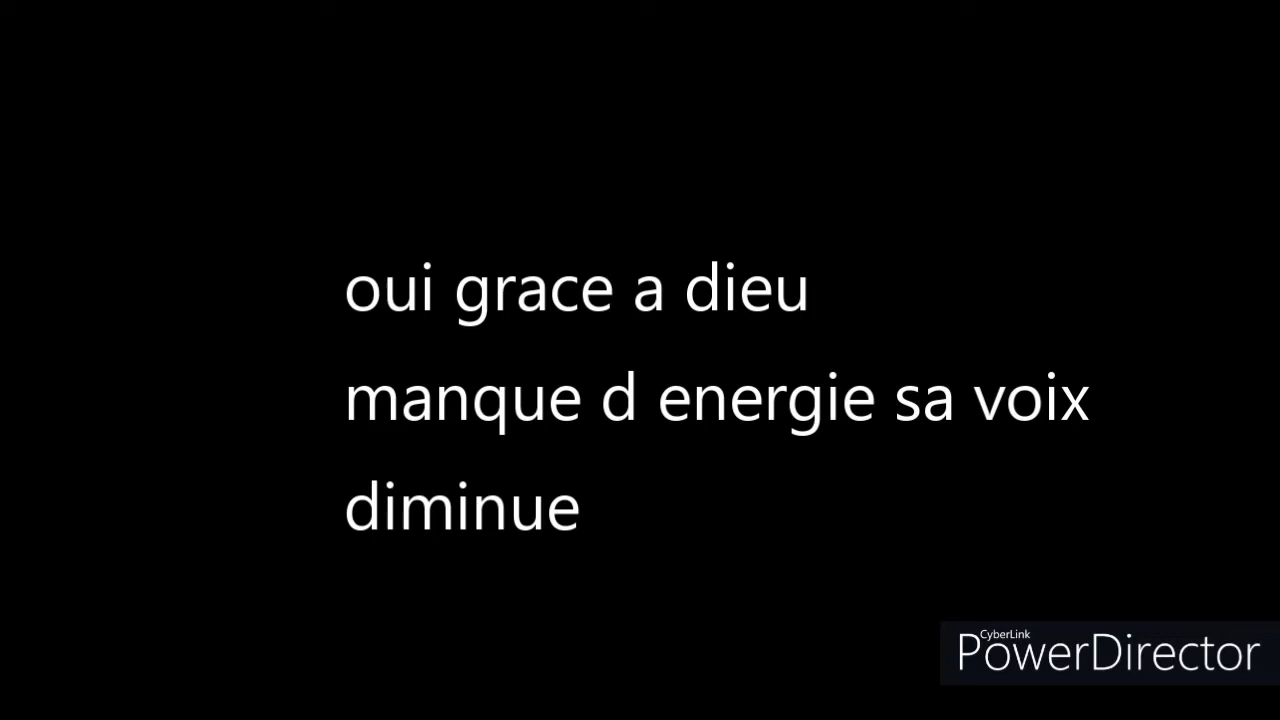 oui grace a dieu
manque d energie sa voix
diminue
CyberLink
PowerDirector